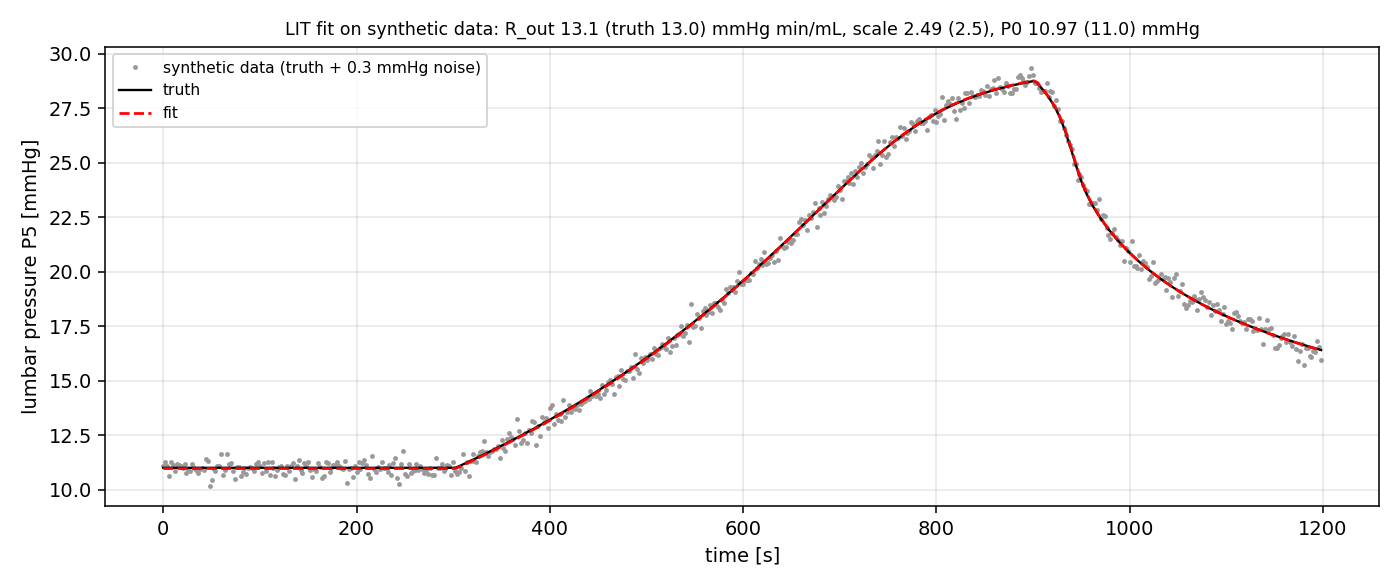 LIT fit on synthetic data: R_out 13.1 (truth 13.0) mmHg min/mL, scale 2.49 (2.5), P0 10.97 (11.0) mmHg
synthetic data (truth + 0.3 mmHg noise)
truth
fit
lumbar pressure P5 [mmHg]
30.0
27.5
25.0
22.5
20.0
17.5
15.0
12.5
10.0
0 200 400 600 800 1000 1200
time [s]